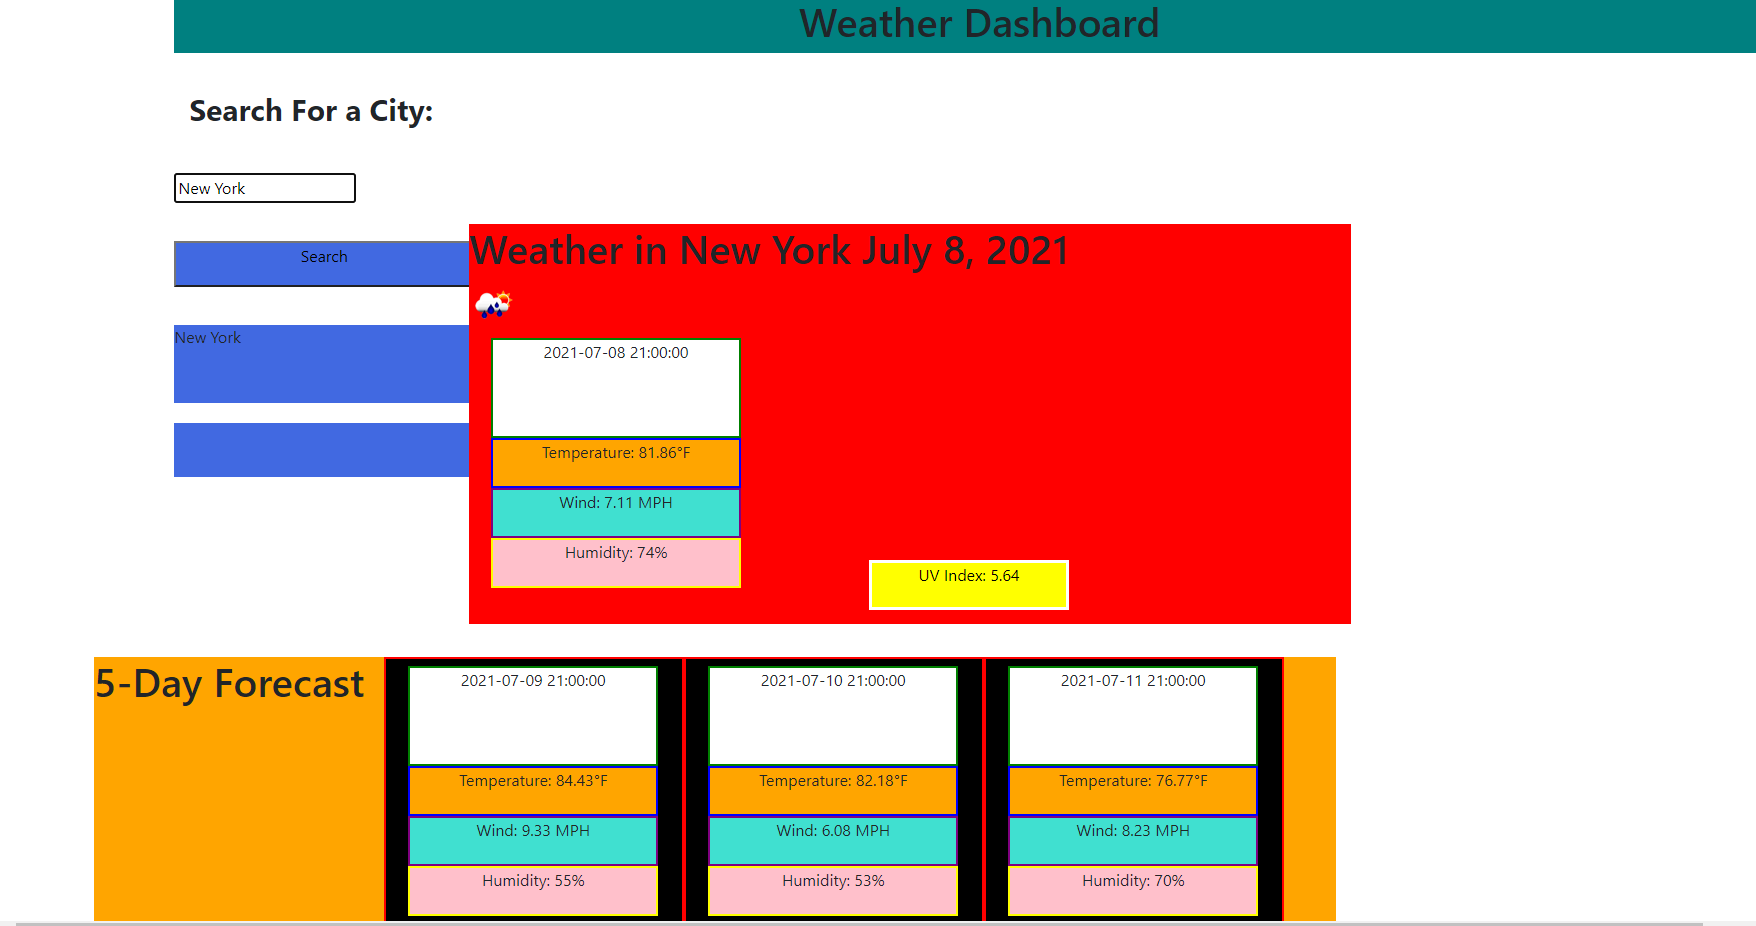 Weather Dashboard
Search For a City:
New York
Search
New York
Weather in New York July 8, 2021
2021-07-08 21:00:00
Temperature: 81.86°F
Wind: 7.11 MPH
Humidity: 74%
UV Index: 5.64
5-Day Forecast
2021-07-09 21:00:00
Temperature: 84.43°F
Wind: 9.33 MPH
Humidity: 55%
2021-07-10 21:00:00
Temperature: 82.18°F
Wind: 6.08 MPH
Humidity: 53%
2021-07-11 21:00:00
Temperature: 76.77°F
Wind: 8.23 MPH
Humidity: 70%